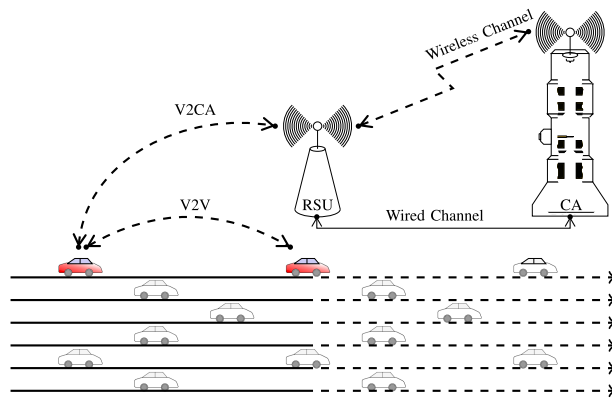 Wireless Channel
V2CA
RSU
CA
V2V
Wired Channel